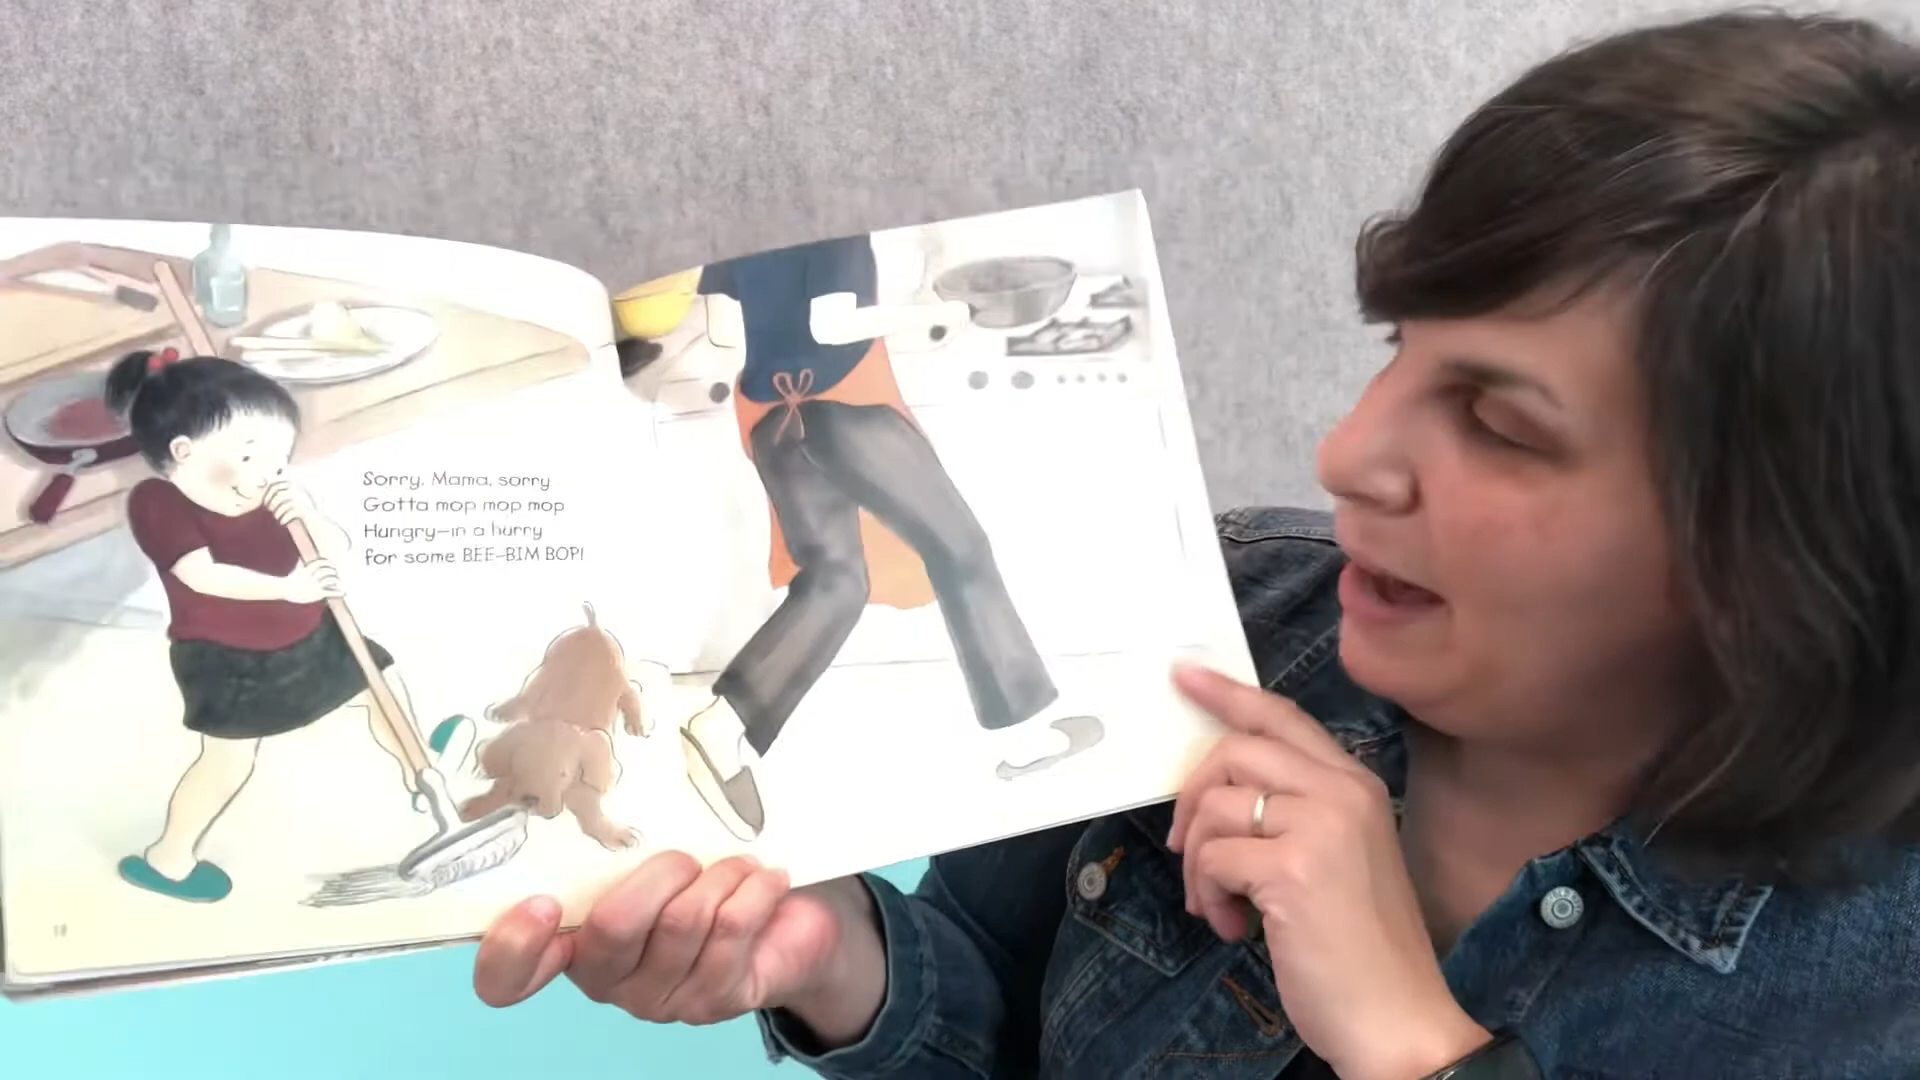 Sorry, Mama, sorry
Gotta mop mop mop
Hungry—in a hurry
for some BEE-BIM BOP!
18